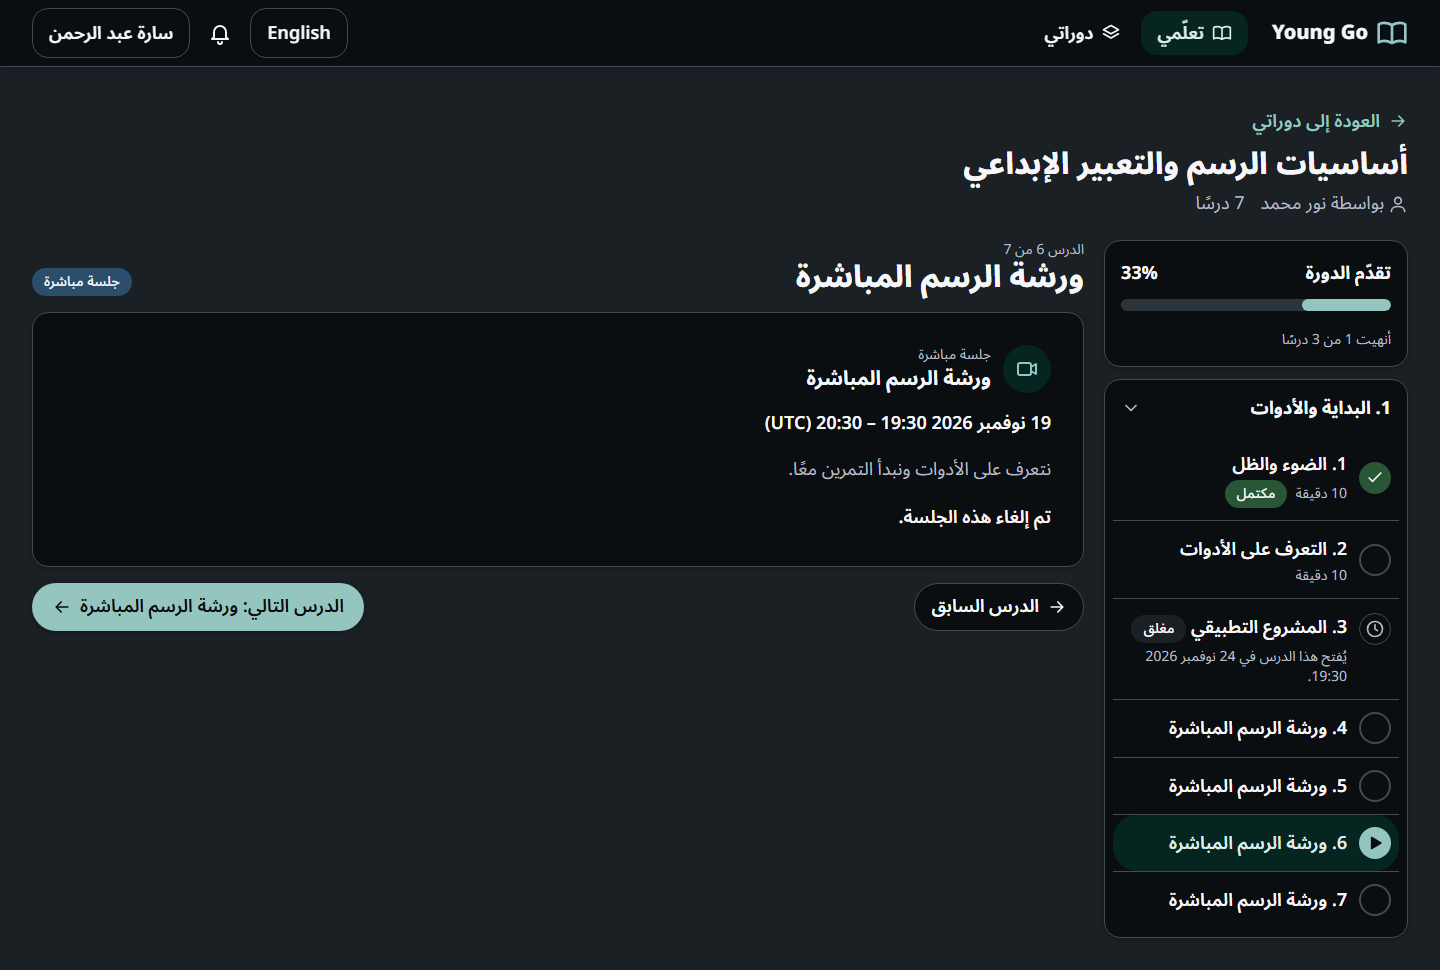 Young Go
تعلّمي
دوراتي
English
سارة عبد الرحمن
العودة إلى دوراتي
أساسيات الرسم والتعبير الإبداعي
بواسطة نور محمد 7 درسًا
تقدّم الدورة 33%
أنهيت 1 من 3 درسًا
1. البداية والأدوات
1. الضوء والظل
10 دقيقة مكتمل
2. التعرف على الأدوات
10 دقيقة
3. المشروع التطبيقي مغلق
يُفتح هذا الدرس في 24 نوفمبر 2026
19:30.
4. ورشة الرسم المباشرة
5. ورشة الرسم المباشرة
6. ورشة الرسم المباشرة
7. ورشة الرسم المباشرة
الدرس 6 من 7
ورشة الرسم المباشرة
جلسة مباشرة
جلسة مباشرة
ورشة الرسم المباشرة
19 نوفمبر 2026 19:30 – 20:30 (UTC)
نتعرف على الأدوات ونبدأ التمرين معًا.
تم إلغاء هذه الجلسة.
الدرس السابق
الدرس التالي: ورشة الرسم المباشرة